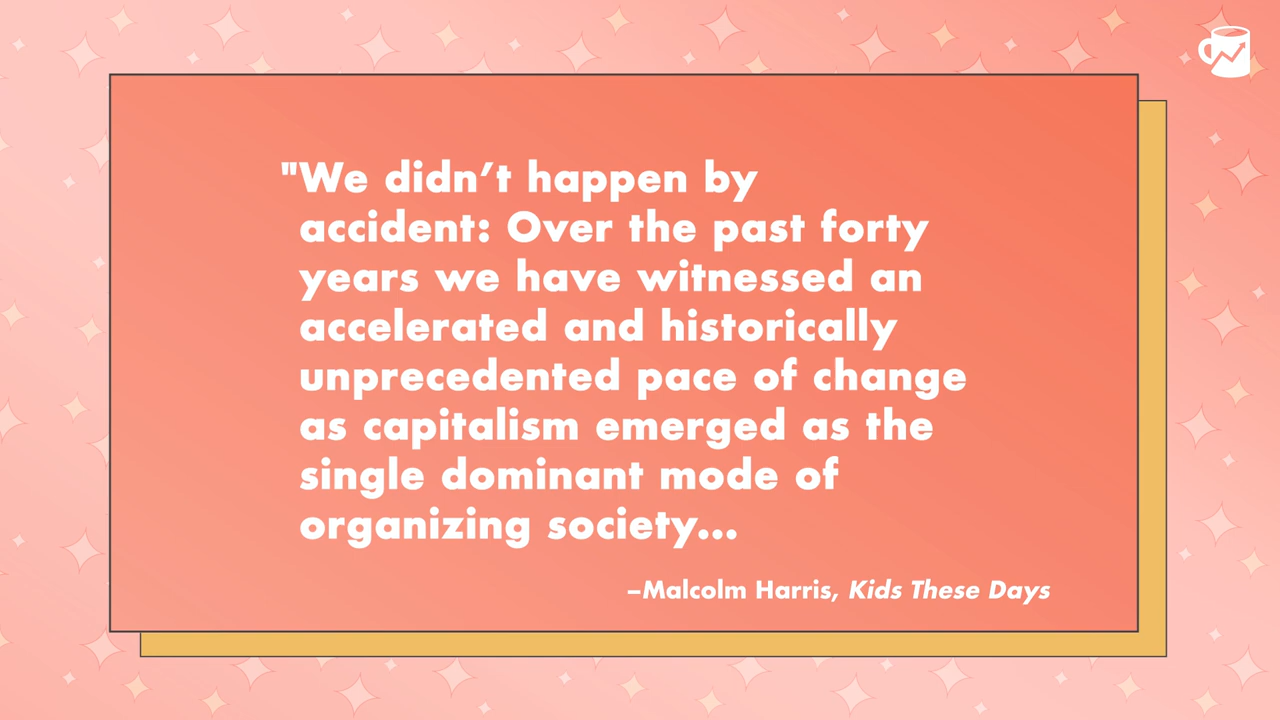 "We didn’t happen by
accident: Over the past forty
years we have witnessed an
accelerated and historically
unprecedented pace of change
as capitalism emerged as the
single dominant mode of
organizing society...
–Malcolm Harris, Kids These Days